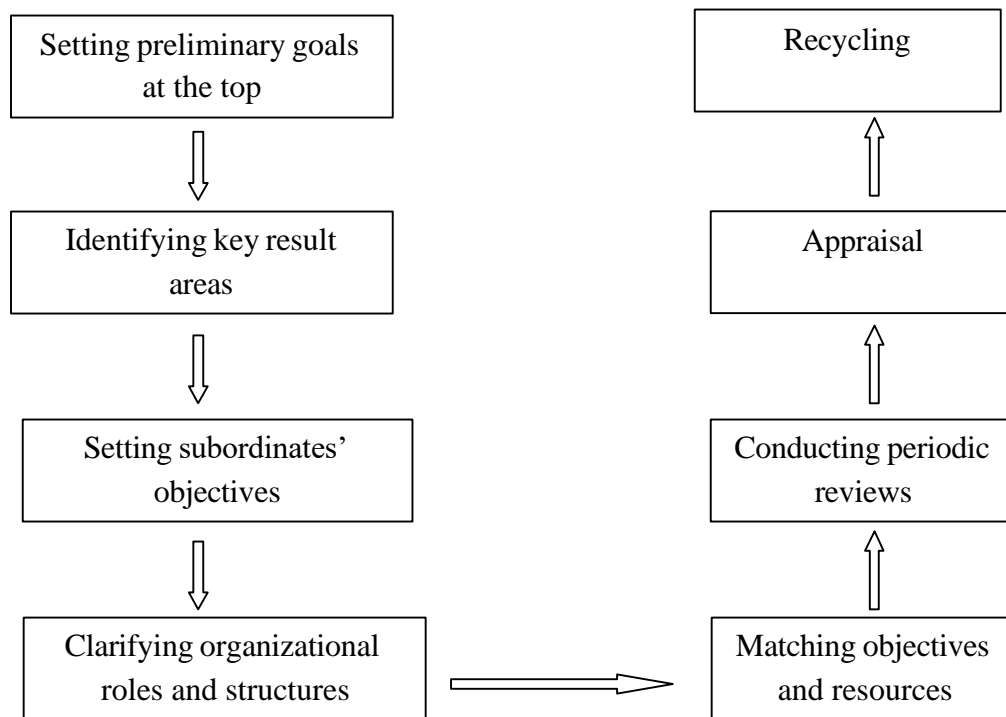 Setting preliminary goals
at the top
Identifying key result
areas
Setting subordinates’
objectives
Clarifying organizational
roles and structures
Matching objectives
and resources
Conducting periodic
reviews
Appraisal
Recycling